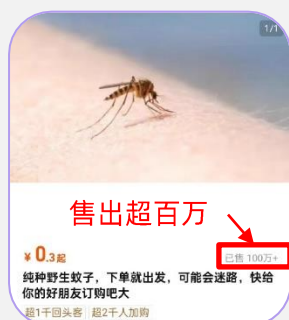 1/1
售出超百万
¥0.3起
已售 100万+
纯种野生蚊子，下单就出发，可能会迷路，快给
你的好朋友订购吧大
超1千回头客 超2千人加购